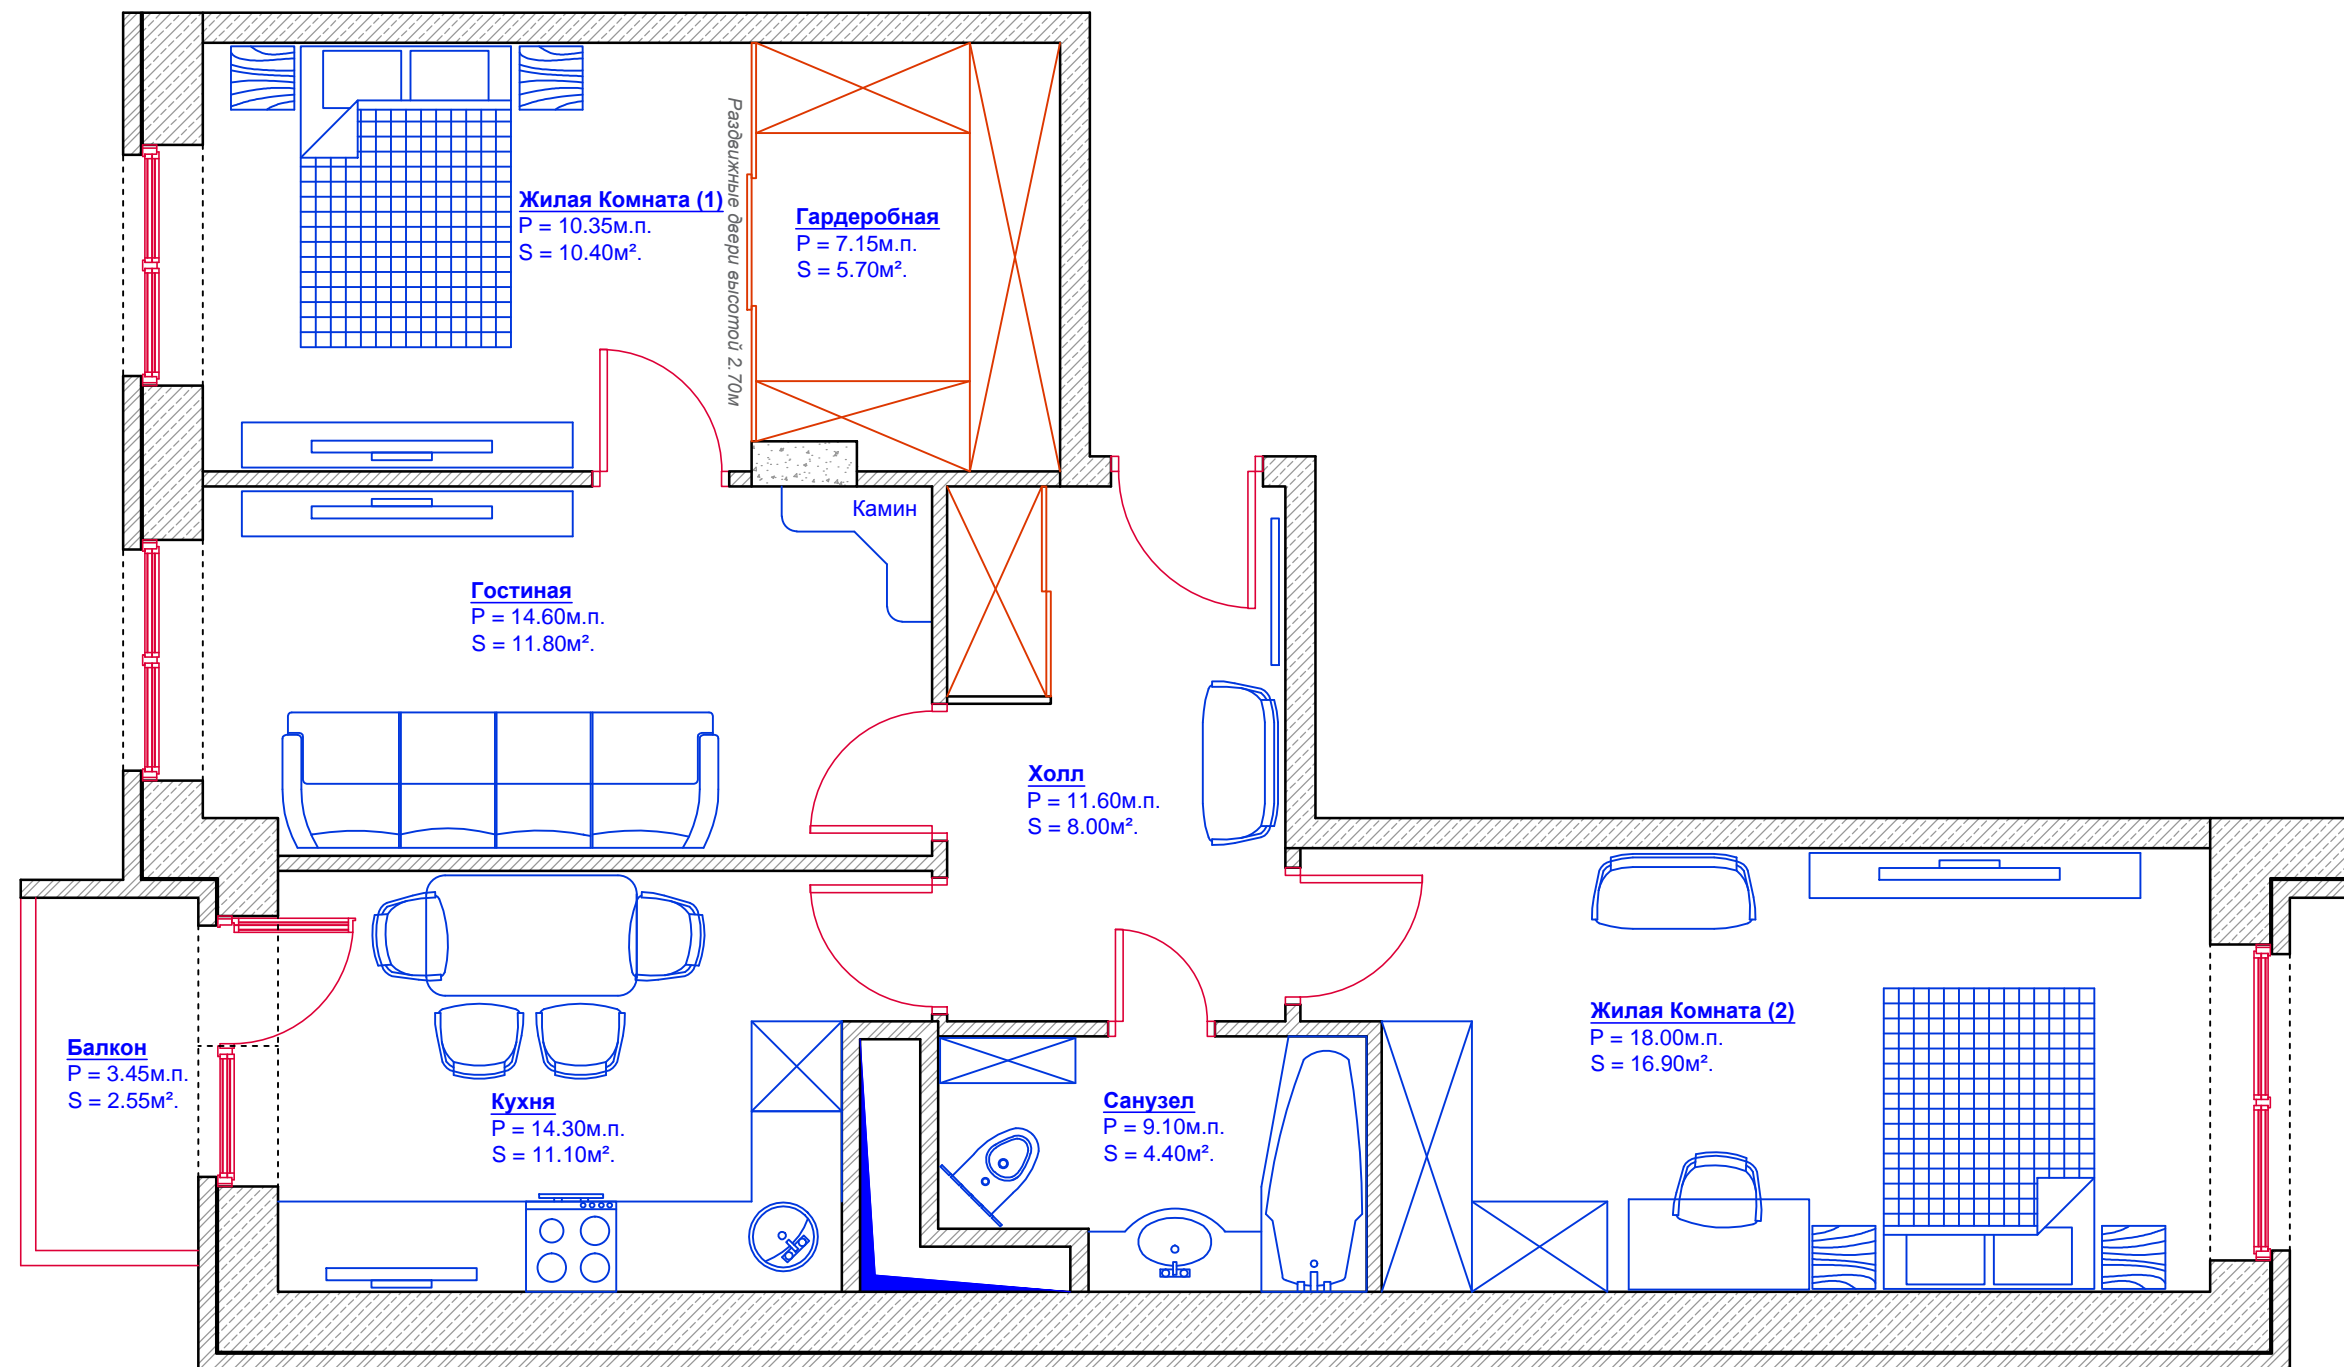 Жилая Комната (1)
P = 10.35м.п.
S = 10.40м².
Раздвижные двери высотой 2.70м
Гардеробная
P = 7.15м.п.
S = 5.70м².
Камин
Гостиная
P = 14.60м.п.
S = 11.80м².
Холл
P = 11.60м.п.
S = 8.00м².
Жилая Комната (2)
P = 18.00м.п.
S = 16.90м².
Балкон
P = 3.45м.п.
S = 2.55м².
Кухня
P = 14.30м.п.
S = 11.10м².
Санузел
P = 9.10м.п.
S = 4.40м².